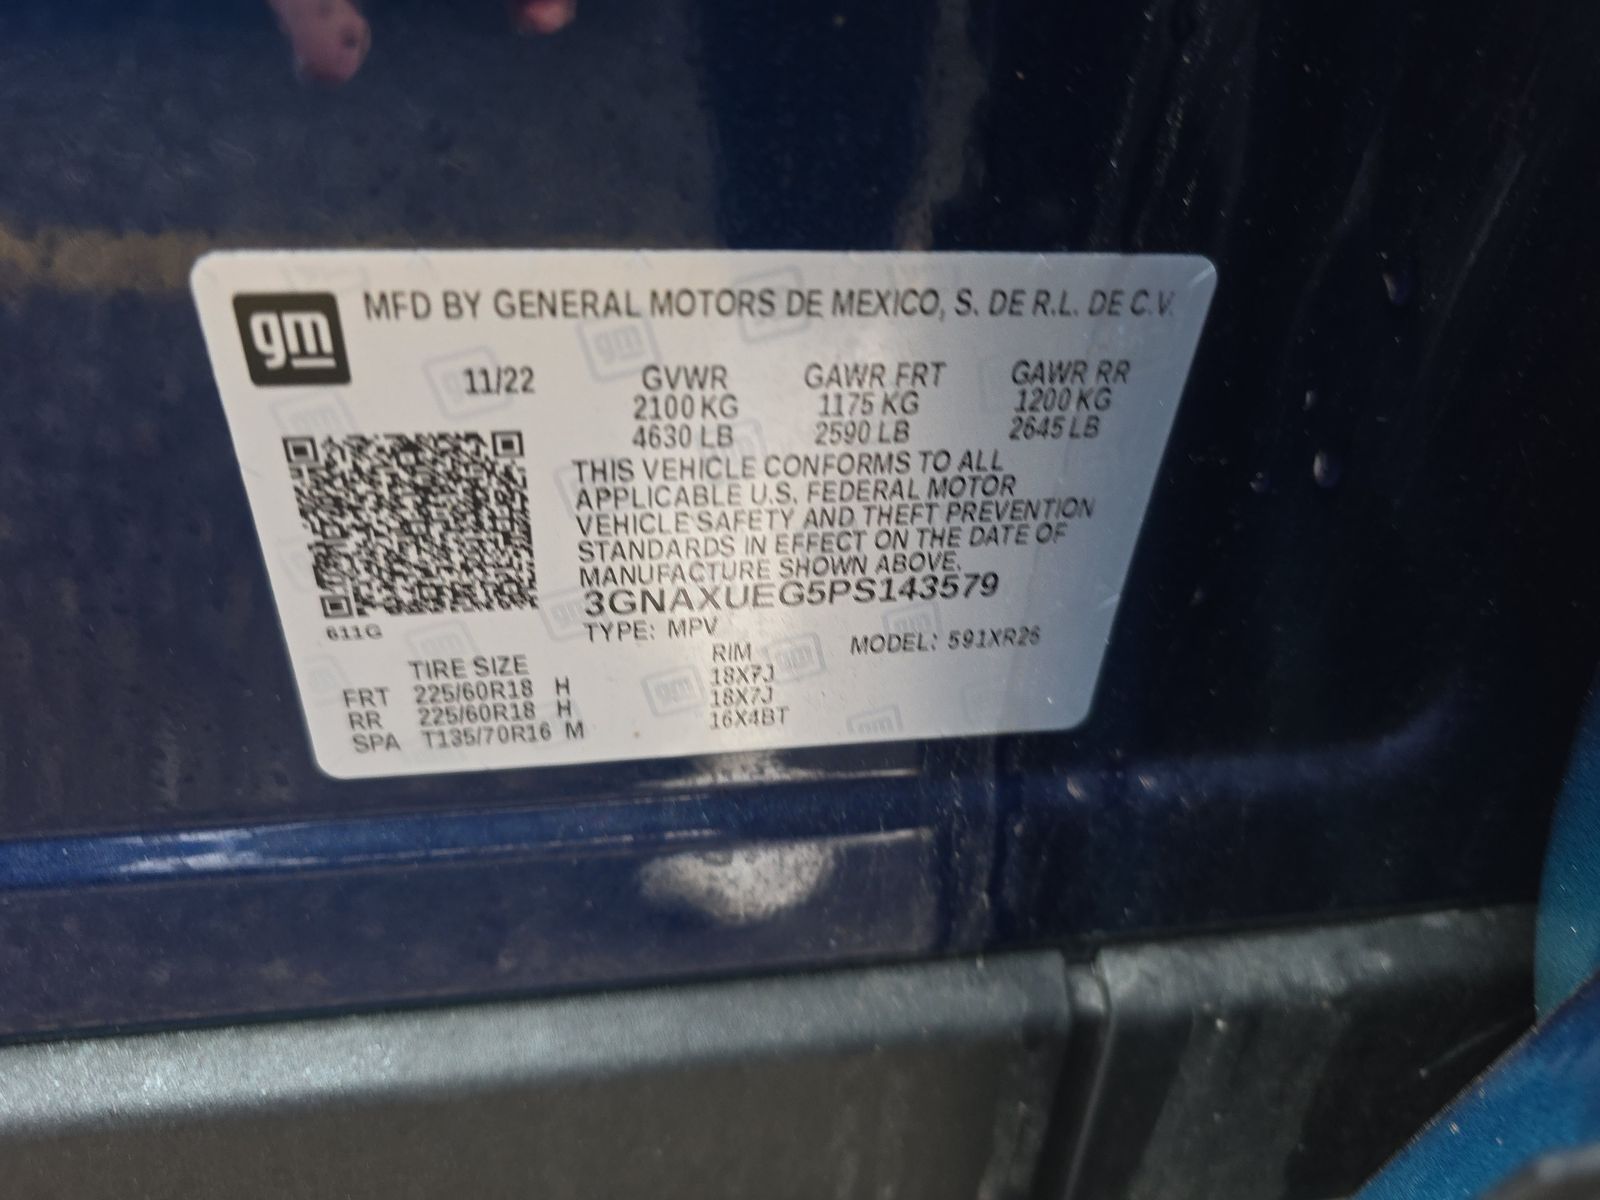 gm
MFD BY GENERAL MOTORS DE MEXICO, S. DE R.L. DE C.V.
11/22 GVWR GAWR FRT GAWR RR
2100 KG 1175 KG 1200 KG
4630 LB 2590 LB 2645 LB
THIS VEHICLE CONFORMS TO ALL
APPLICABLE U.S. FEDERAL MOTOR
VEHICLE SAFETY AND THEFT PREVENTION
STANDARDS IN EFFECT ON THE DATE OF
MANUFACTURE SHOWN ABOVE.
3GNAXUEG5PS143579
611G
TYPE: MPV MODEL: 591XR26
TIRE SIZE RIM
FRT 225/60R18 H 18X7J
RR 225/60R18 H 18X7J
SPA T135/70R16 M 16X4BT